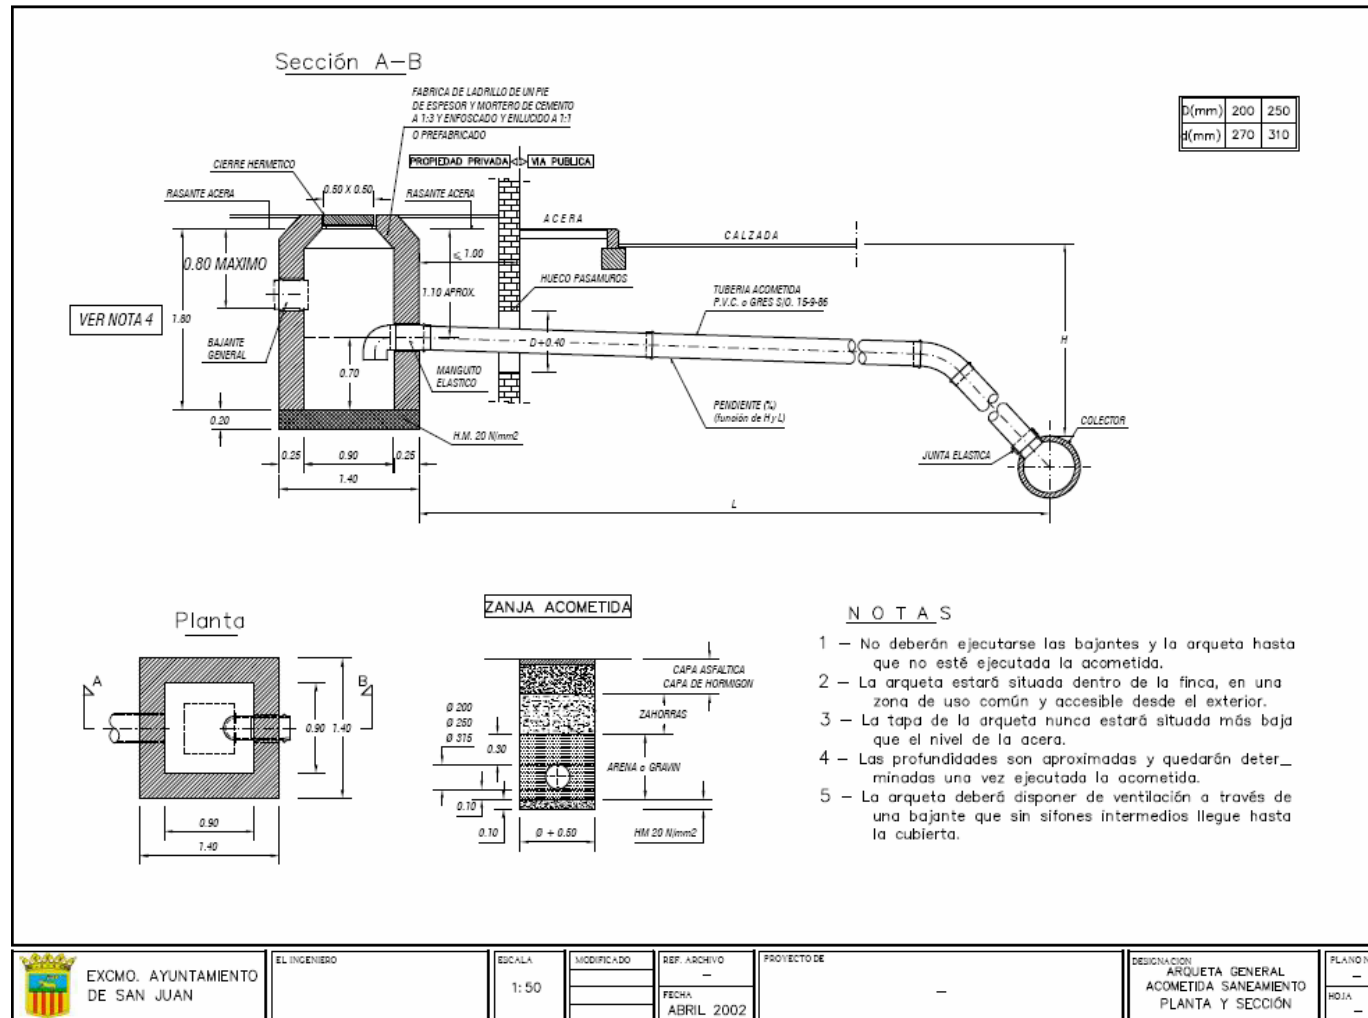 Sección A-B
FABRICA DE LADRILLO DE UN PIE
DE ESPESOR Y MORTERO DE CEMENTO
A 1:3 Y ENFOSCADO Y ENLUCIDO A 1:1
O PREFABRICADO
D(mm) 200 250
d(mm) 270 310
PROPIEDAD PRIVADA VIA PUBLICA
CIERRE HERMETICO
RASANTE ACERA
0.50 X 0.50
RASANTE ACERA
ACERA
CALZADA
0.80 MAXIMO
≤ 1.00
HUECO PASAMUROS
1.10 APROX.
TUBERIA ACOMETIDA
P.V.C. o GRES S/O. 15-9-86
VER NOTA 4
1.80
BAJANTE
GENERAL
D+0.40
H
0.70
MANGUITO
ELASTICO
PENDIENTE (%)
(función de H y L)
0.20
H.M. 20 N/mm2
COLECTOR
JUNTA ELASTICA
0.25 0.90 0.25
1.40
L
Planta
A
B
0.90 1.40
0.90
1.40
ZANJA ACOMETIDA
CAPA ASFALTICA
CAPA DE HORMIGON
Ø 200
Ø 250
Ø 315
ZAHORRAS
0.30
ARENA o GRAVIN
0.10
0.10
Ø + 0.50
HM 20 N/mm2
NOTAS
1 – No deberán ejecutarse las bajantes y la arqueta hasta
que no esté ejecutada la acometida.
2 – La arqueta estará situada dentro de la finca, en una
zona de uso común y accesible desde el exterior.
3 – La tapa de la arqueta nunca estará situada más baja
que el nivel de la acera.
4 – Las profundidades son aproximadas y quedarán deter_
minadas una vez ejecutada la acometida.
5 – La arqueta deberá disponer de ventilación a través de
una bajante que sin sifones intermedios llegue hasta
la cubierta.
EXCMO. AYUNTAMIENTO
DE SAN JUAN
EL INGENIERO
ESCALA
1:50
MODIFICADO
REF. ARCHIVO
–
FECHA
ABRIL 2002
PROYECTO DE
–
DESIGNACION
ARQUETA GENERAL
ACOMETIDA SANEAMIENTO
PLANTA Y SECCIÓN
PLANO N
–
HOJA
–